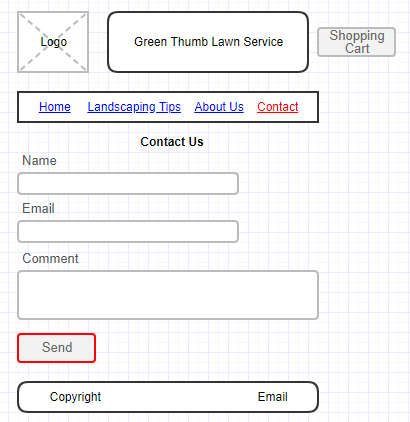 Logo
Green Thumb Lawn Service
Shopping
Cart
Home Landscaping Tips About Us Contact
Contact Us
Name
Email
Comment
Send
Copyright Email